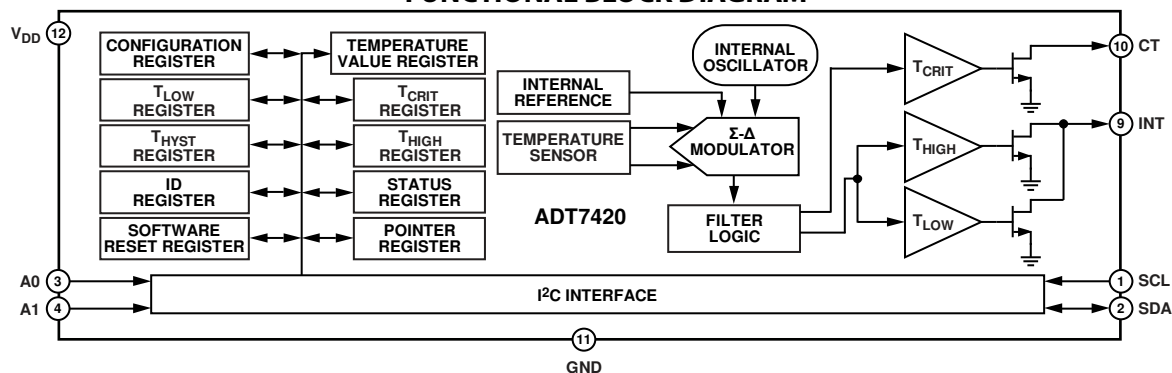 FUNCTIONAL BLOCK DIAGRAM
VDD 12
CONFIGURATION
REGISTER
TEMPERATURE
VALUE REGISTER
TLOW
REGISTER
TCRIT
REGISTER
THYST
REGISTER
THIGH
REGISTER
ID
REGISTER
STATUS
REGISTER
SOFTWARE
RESET REGISTER
POINTER
REGISTER
INTERNAL
OSCILLATOR
INTERNAL
REFERENCE
TEMPERATURE
SENSOR
Σ-Δ
MODULATOR
FILTER
LOGIC
ADT7420
TCRIT
THIGH
TLOW
10 CT
9 INT
A0 3
A1 4
I2C INTERFACE
1 SCL
2 SDA
11
GND